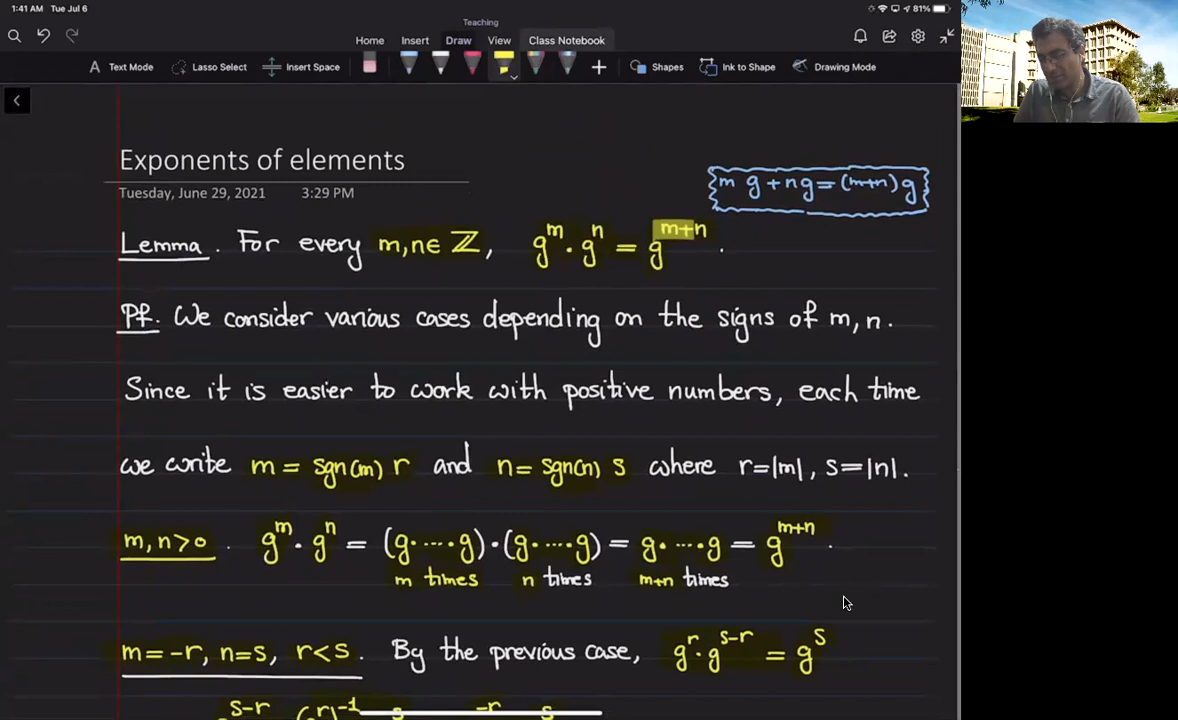 1:41 AM Tue Jul 6
81%
Teaching
Home Insert Draw View Class Notebook
Text Mode Lasso Select Insert Space Shapes Ink to Shape Drawing Mode
Exponents of elements
Tuesday, June 29, 2021 3:29 PM
m g + n g = (m+n) g
Lemma. For every m, n ∈ ℤ, g^m · g^n = g^{m+n}.
Pf. We consider various cases depending on the signs of m, n.
Since it is easier to work with positive numbers, each time
we write m = sgn(m) r and n = sgn(n) s where r=|m|, s=|n|.
m, n > 0. g^m · g^n = (g· ···· g)·(g· ···· g) = g· ···· g = g^{m+n}.
m times n times m+n times
m = -r, n = s, r < s. By the previous case, g^r · g^{s-r} = g^s
s-r (g^r)^{-1} s -r s